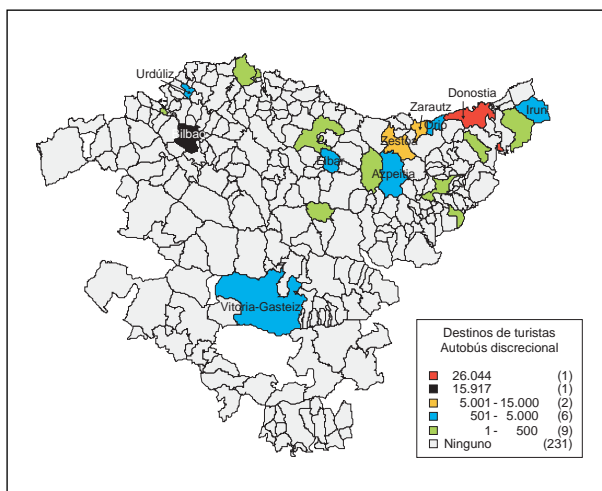 Urdúliz
Donostia
Zarautz
Orio
Irun
Bilbao
Zestoa
Eibar
Azpeitia
Vitoria-Gasteiz
Destinos de turistas
Autobús discrecional
26.044 (1)
15.917 (1)
5.001 - 15.000 (2)
501 - 5.000 (6)
1 - 500 (9)
Ninguno (231)